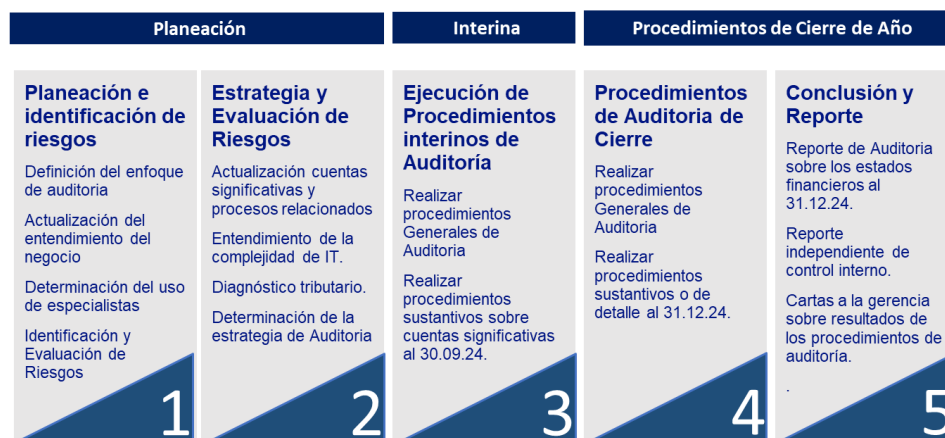 Planeación
Interina
Procedimientos de Cierre de Año
Planeación e
identificación de
riesgos
Definición del enfoque
de auditoria
Actualización del
entendimiento del
negocio
Determinación del uso
de especialistas
Identificación y
Evaluación de
Riesgos
1
Estrategia y
Evaluación de
Riesgos
Actualización cuentas
significativas y
procesos relacionados
Entendimiento de la
complejidad de IT.
Diagnóstico tributario.
Determinación de la
estrategia de Auditoria
2
Ejecución de
Procedimientos
interinos de
Auditoría
Realizar
procedimientos
Generales de
Auditoria
Realizar
procedimientos
sustantivos sobre
cuentas significativas
al 30.09.24.
3
Procedimientos
de Auditoria de
Cierre
Realizar
procedimientos
Generales de
Auditoria
Realizar
procedimientos
sustantivos o de
detalle al 31.12.24.
4
Conclusión y
Reporte
Reporte de Auditoria
sobre los estados
financieros al
31.12.24.
Reporte
independiente de
control interno.
Cartas a la gerencia
sobre resultados de
los procedimientos de
auditoría.
.
5